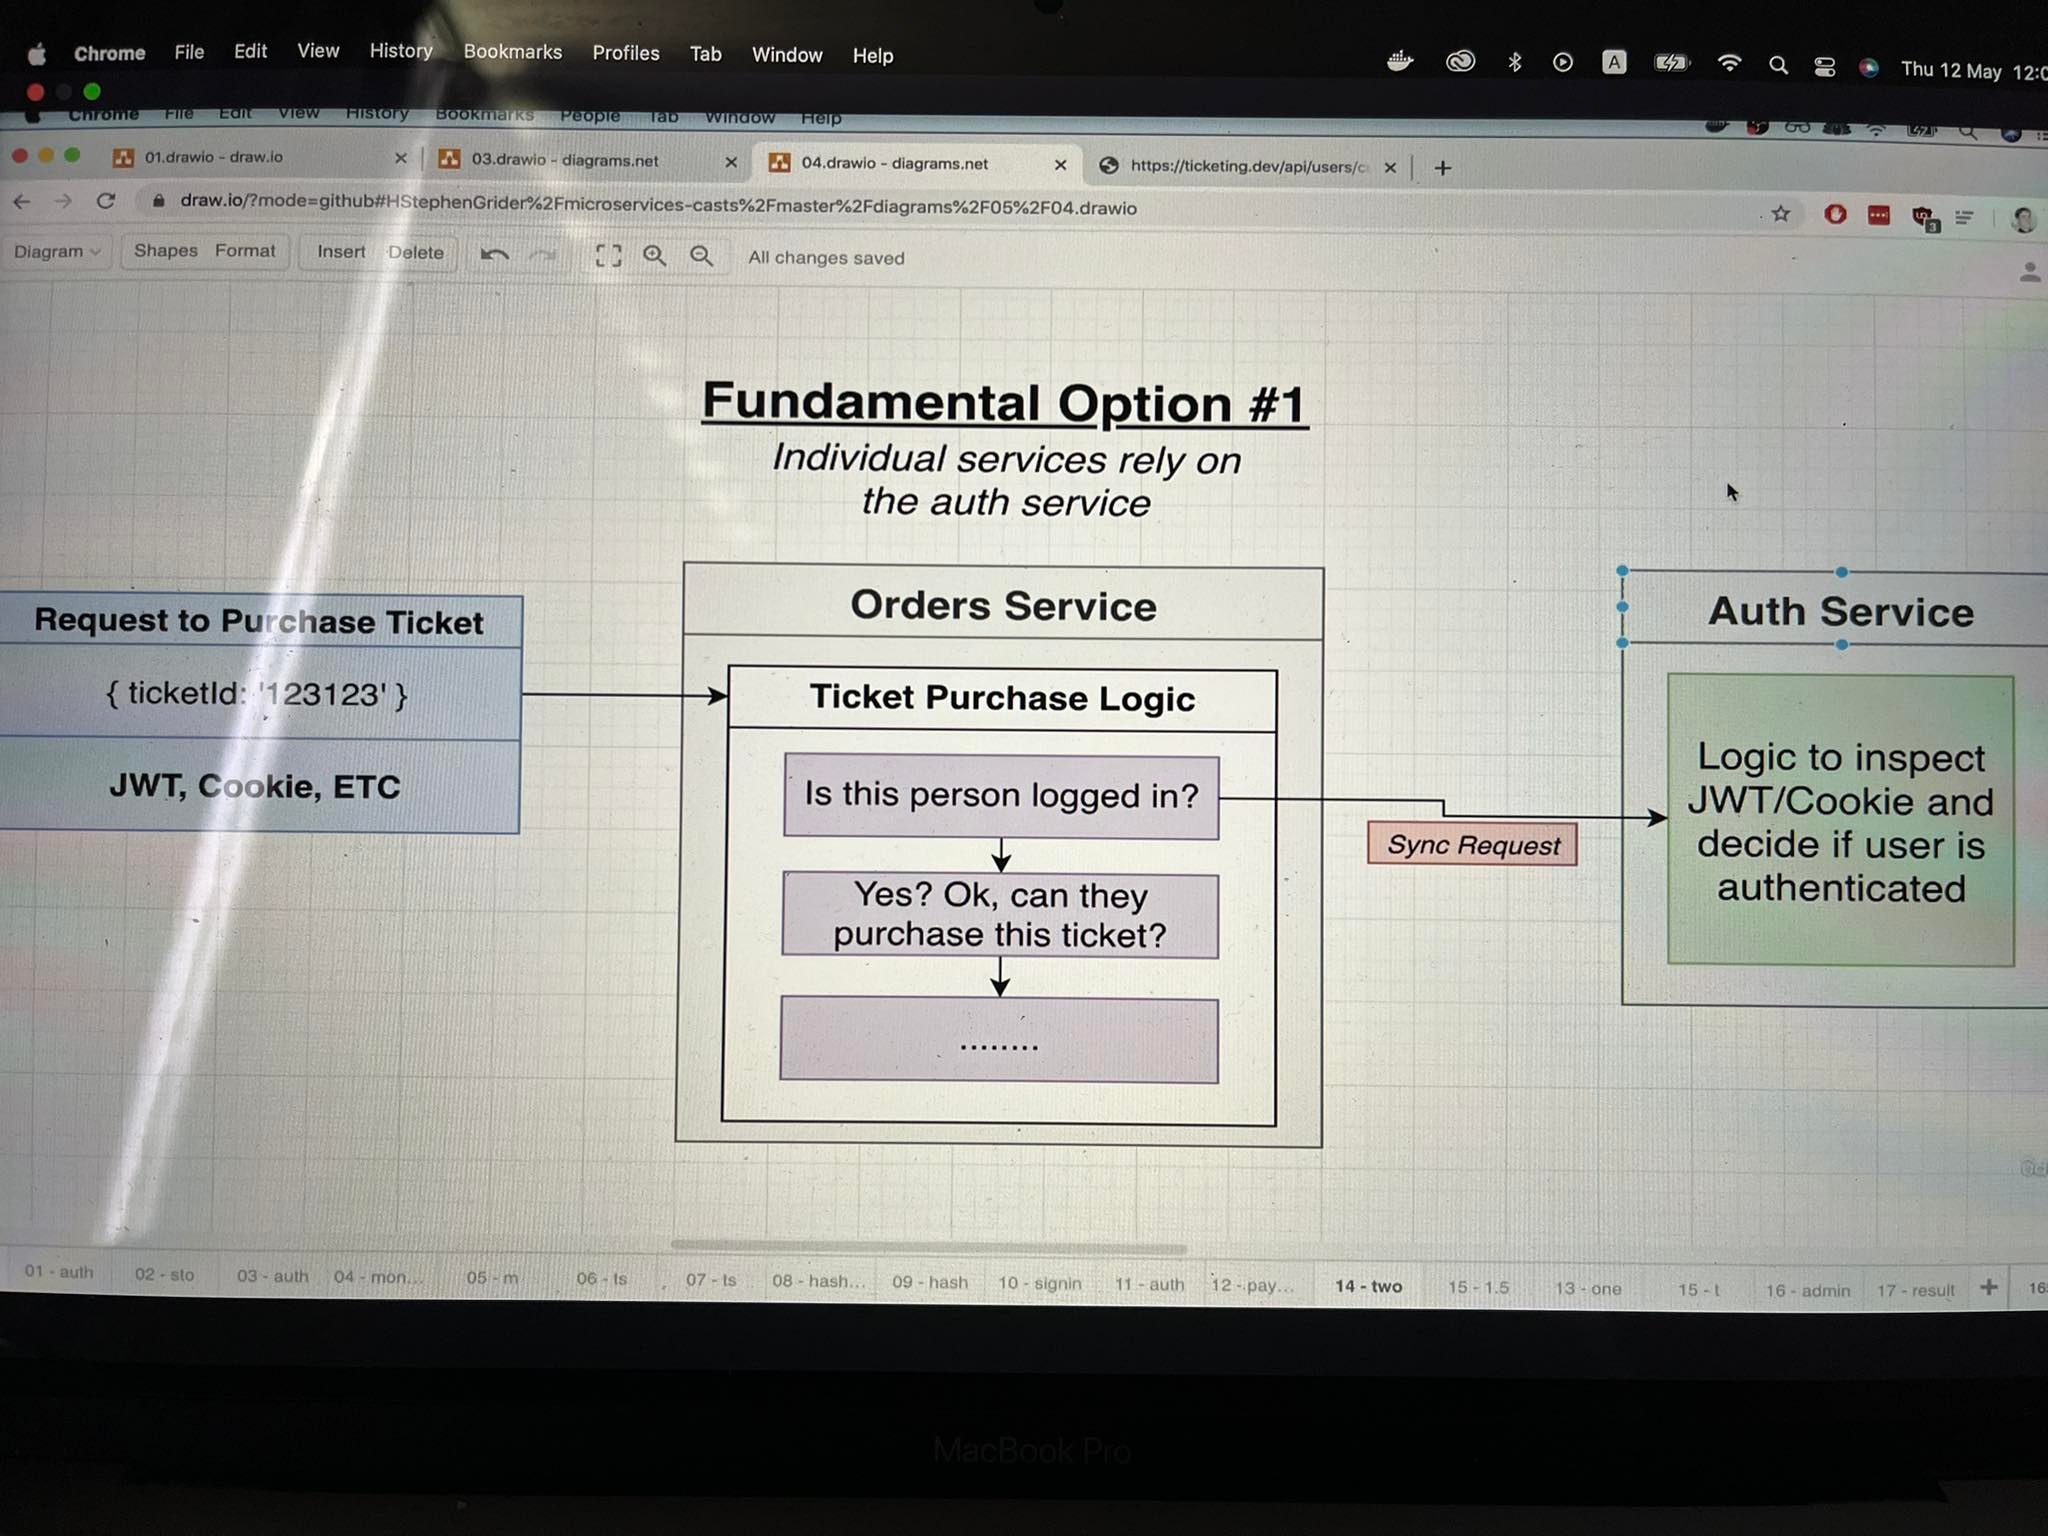 Chrome File Edit View History Bookmarks Profiles Tab Window Help
A
Thu 12 May 12:0
Chrome File Edit View History Bookmarks People Tab Window Help
01.drawio - draw.io
03.drawio - diagrams.net
04.drawio - diagrams.net
https://ticketing.dev/api/users/c
draw.io/?mode=github#HStephenGrider%2Fmicroservices-casts%2Fmaster%2Fdiagrams%2F05%2F04.drawio
3
Diagram Shapes Format Insert Delete All changes saved
Fundamental Option #1
Individual services rely on
the auth service
Request to Purchase Ticket
{ ticketId: '123123' }
JWT, Cookie, ETC
Orders Service
Ticket Purchase Logic
Is this person logged in?
Yes? Ok, can they
purchase this ticket?
........
Sync Request
Auth Service
Logic to inspect
JWT/Cookie and
decide if user is
authenticated
01 - auth 02 - sto 03 - auth 04 - mon... 05 - m 06 - ts 07 - ts 08 - hash... 09 - hash 10 - signin 11 - auth 12 - pay... 14 - two 15 - 1.5 13 - one 15 - t 16 - admin 17 - result
MacBook Pro